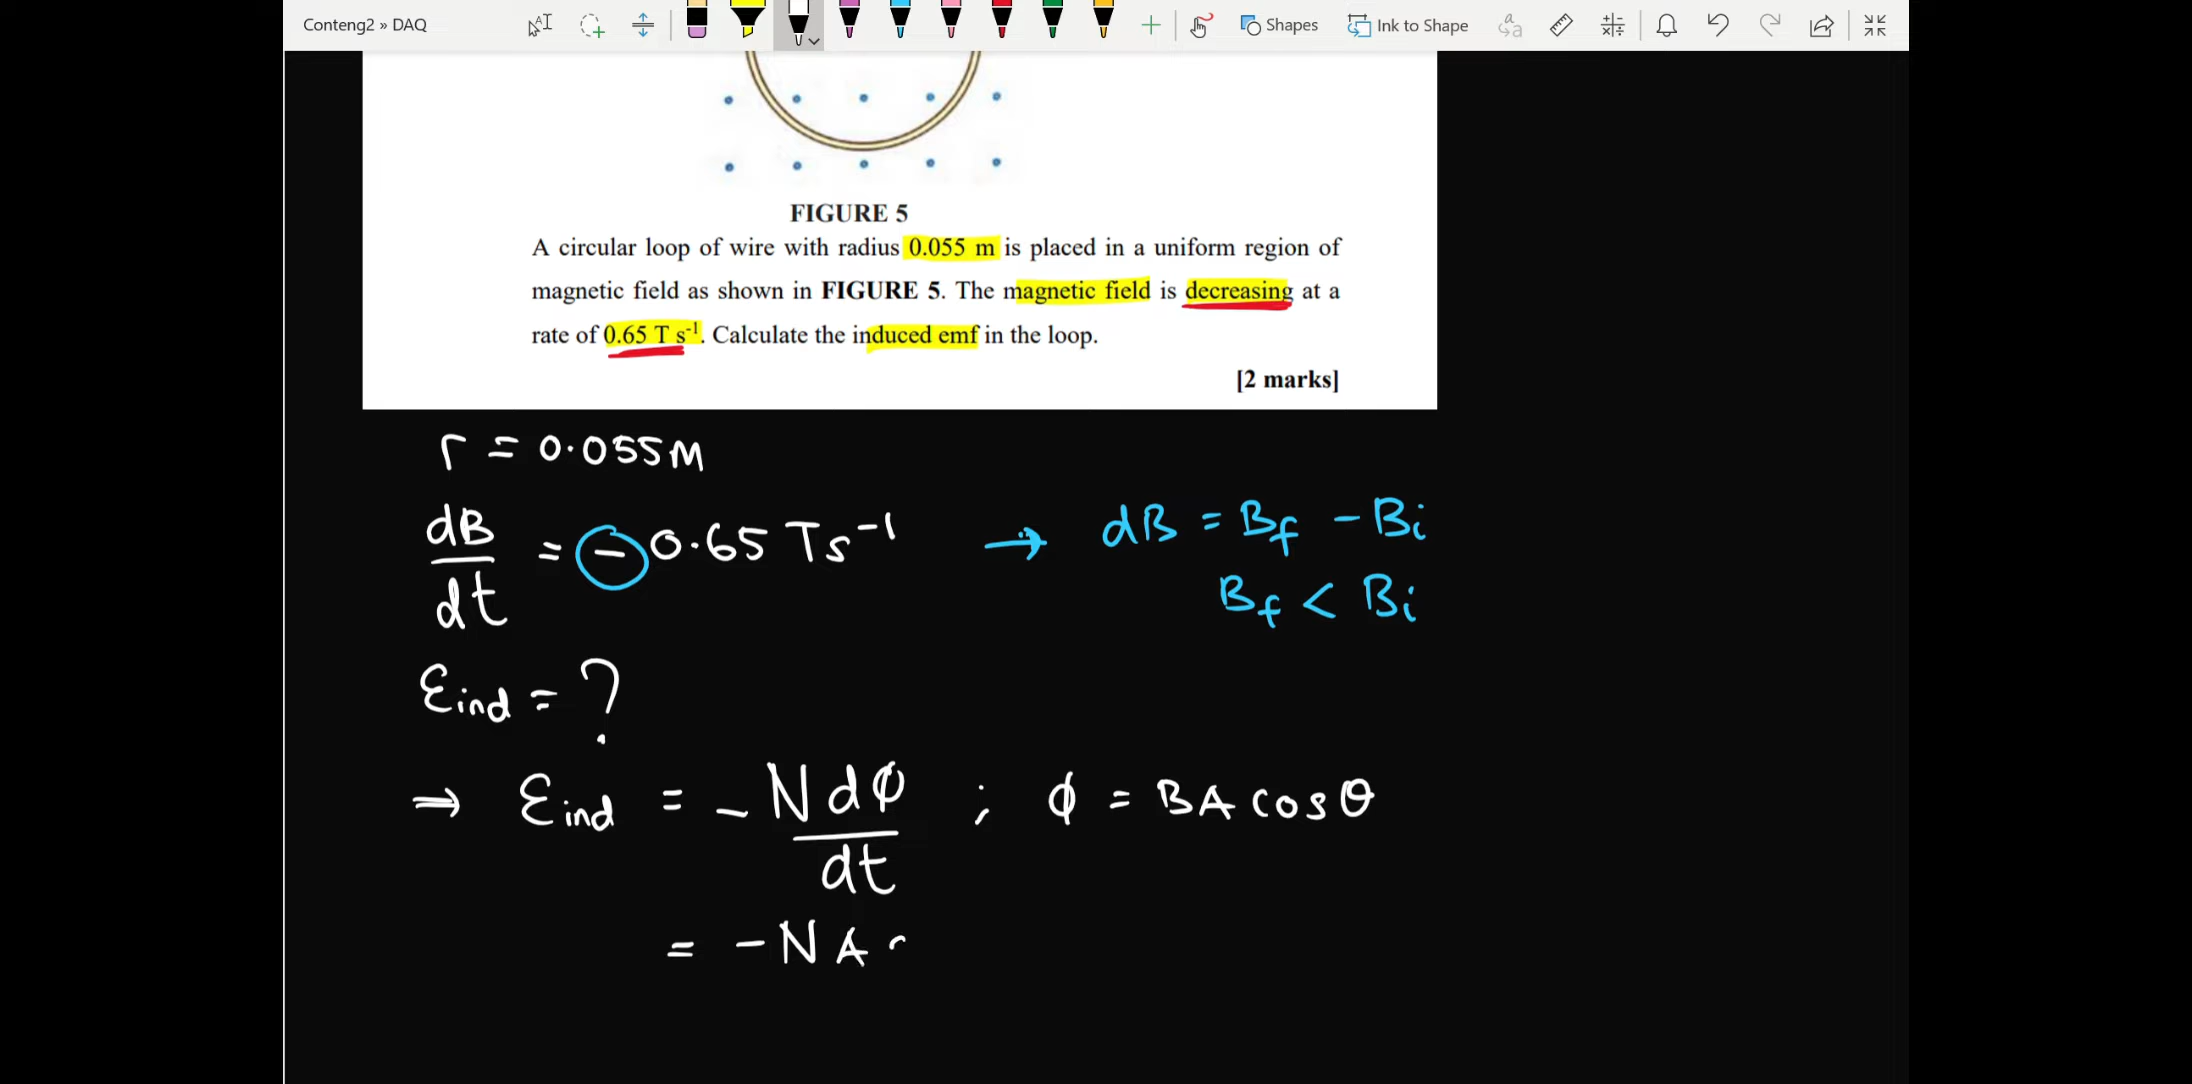 Conteng2 » DAQ
Shapes
Ink to Shape
FIGURE 5
A circular loop of wire with radius 0.055 m is placed in a uniform region of
magnetic field as shown in FIGURE 5. The magnetic field is decreasing at a
rate of 0.65 T s⁻¹. Calculate the induced emf in the loop.
[2 marks]
r = 0.055m
dB/dt = -0.65 Ts⁻¹ → dB = Bf - Bi
Bf < Bi
εind = ?
⇒ εind = - N dφ/dt ; φ = BA cos θ
= - N A